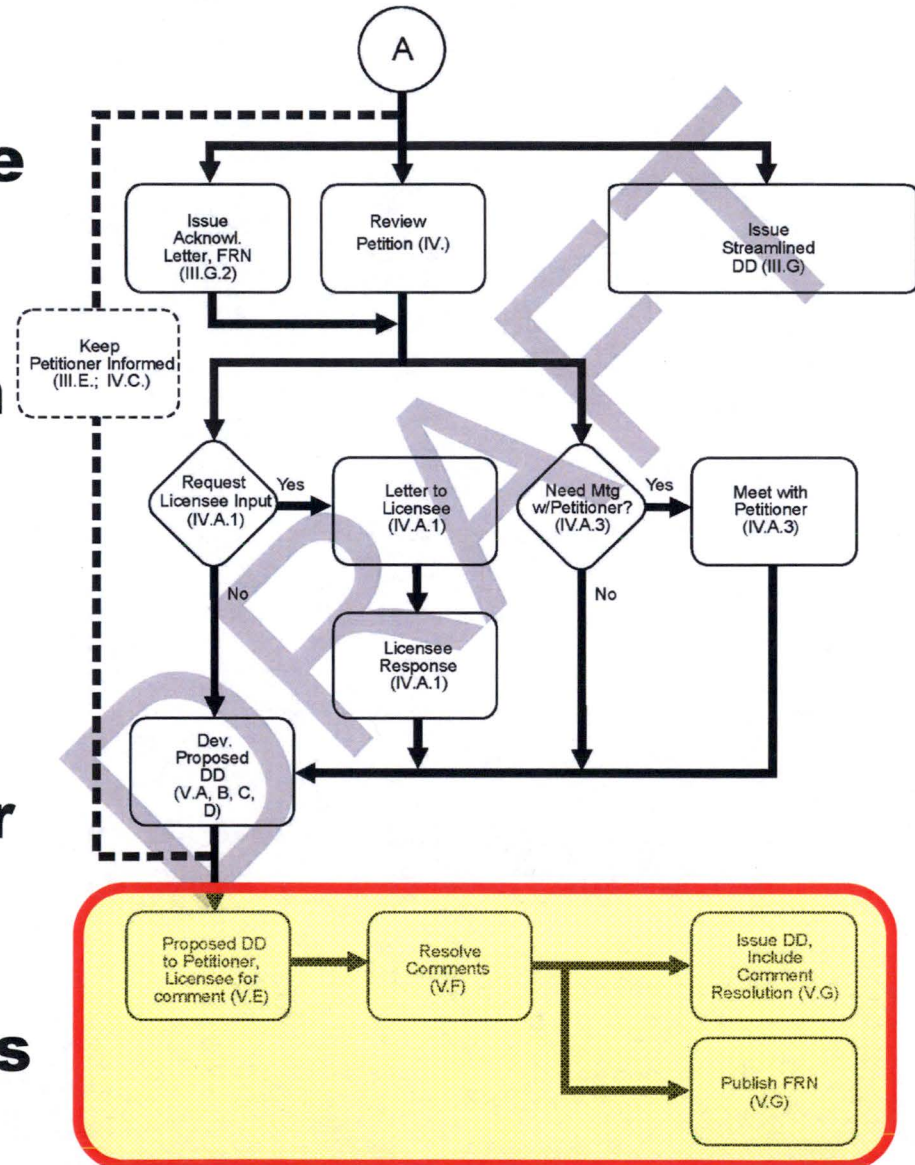 A
e
Issue
Acknowl.
Letter, FRN
(III.G.2)
Review
Petition (IV.)
Issue
Streamlined
DD (III.G)
Keep
Petitioner Informed
(III.E.; IV.C.)
n
Request
Licensee Input
(IV.A.1)
Yes
Letter to
Licensee
(IV.A.1)
Need Mtg
w/Petitioner?
(IV.A.3)
Yes
Meet with
Petitioner
(IV.A.3)
No
No
Licensee
Response
(IV.A.1)
Dev.
Proposed
DD
(V.A, B, C,
D)
r
DRAFT
Proposed DD
to Petitioner,
Licensee for
comment (V.E)
Resolve
Comments
(V.F)
Issue DD,
Include
Comment
Resolution (V.G)
s
Publish FRN
(V.G)